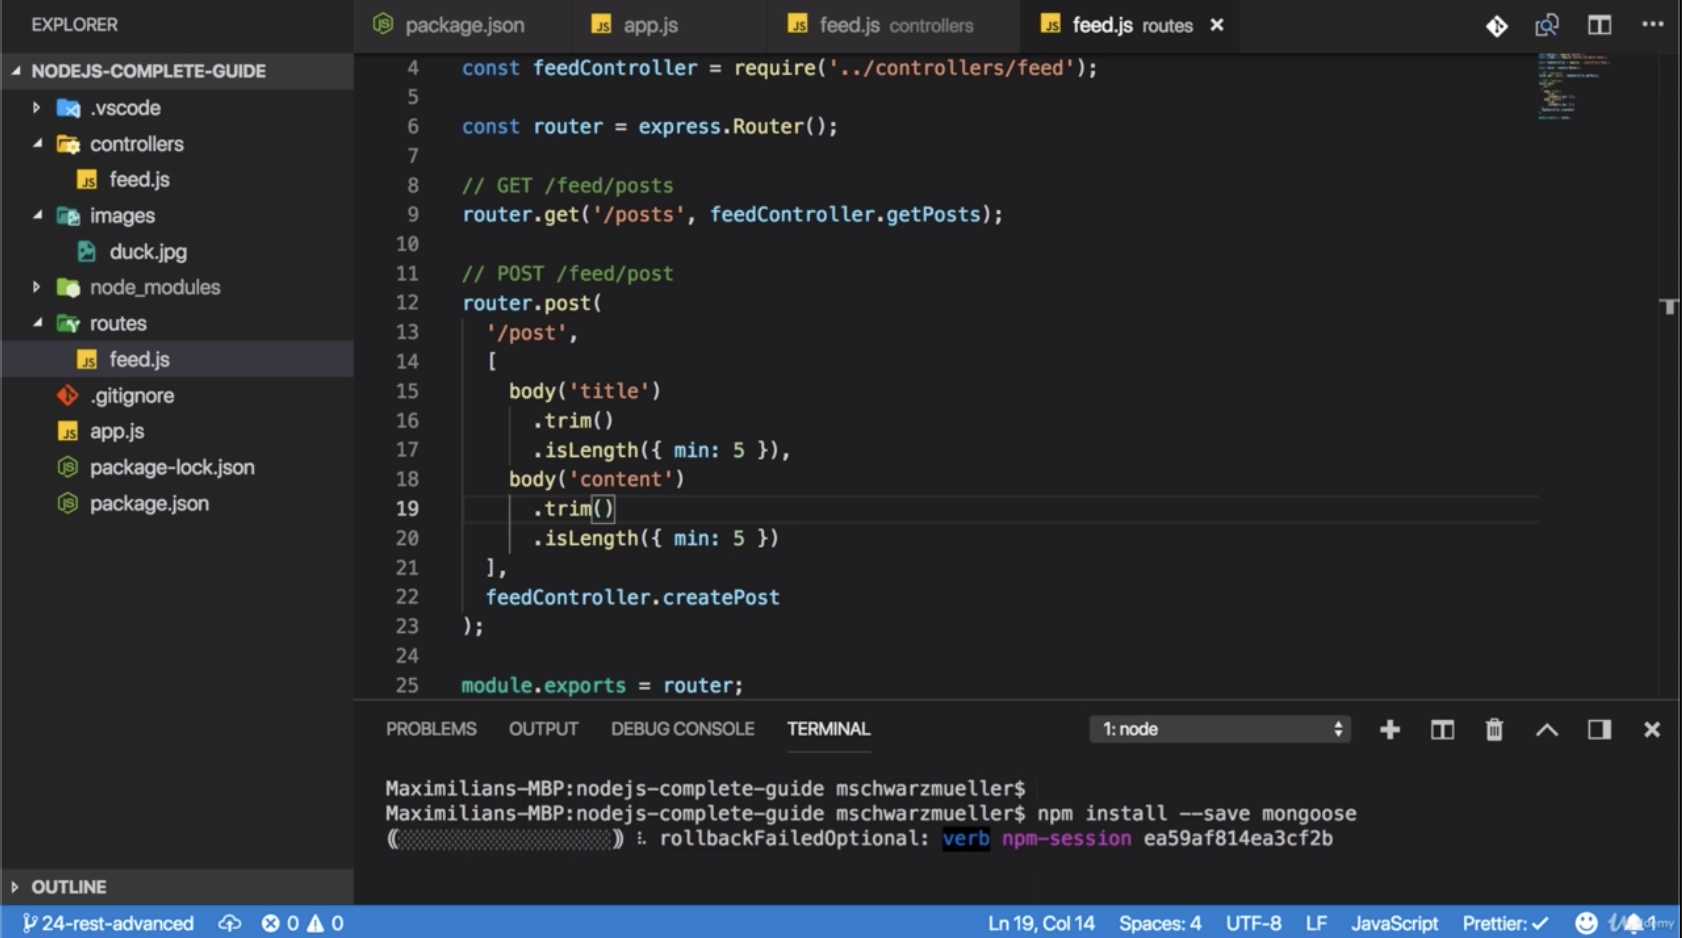 EXPLORER
package.json
app.js
feed.js controllers
feed.js routes
NODEJS-COMPLETE-GUIDE
.vscode
controllers
feed.js
images
duck.jpg
node_modules
routes
feed.js
.gitignore
app.js
package-lock.json
package.json
OUTLINE
4 const feedController = require('../controllers/feed');
5
6 const router = express.Router();
7
8 // GET /feed/posts
9 router.get('/posts', feedController.getPosts);
10
11 // POST /feed/post
12 router.post(
13 '/post',
14 [
15 body('title')
16 .trim()
17 .isLength({ min: 5 }),
18 body('content')
19 .trim()
20 .isLength({ min: 5 })
21 ],
22 feedController.createPost
23 );
24
25 module.exports = router;
PROBLEMS OUTPUT DEBUG CONSOLE TERMINAL
1: node
Maximilians-MBP:nodejs-complete-guide mschwarzmueller$
Maximilians-MBP:nodejs-complete-guide mschwarzmueller$ npm install --save mongoose
rollbackFailedOptional: verb npm-session ea59af814ea3cf2b
24-rest-advanced 0 0
Ln 19, Col 14 Spaces: 4 UTF-8 LF JavaScript Prettier: ✓ 1